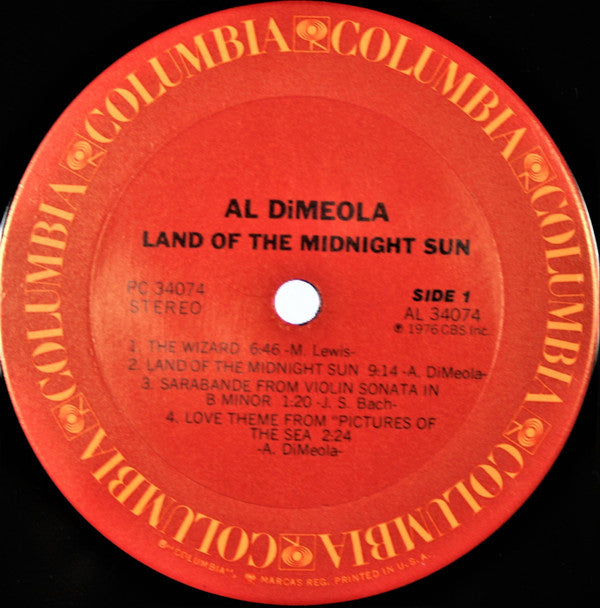 COLUMBIA COLUMBIA COLUMBIA COLUMBIA COLUMBIA COLUMBIA COLUMBIA COLUMBIA
AL DiMEOLA
LAND OF THE MIDNIGHT SUN
PC 34074
STEREO
SIDE 1
AL 34074
℗ 1976 CBS Inc.
1. THE WIZARD 6:46 -M. Lewis-
2. LAND OF THE MIDNIGHT SUN 9:14 -A. DiMeola-
3. SARABANDE FROM VIOLIN SONATA IN
B MINOR 1:20 -J. S. Bach-
4. LOVE THEME FROM "PICTURES OF
THE SEA 2:24
-A. DiMeola-
® "COLUMBIA", MARCAS REG. PRINTED IN U.S.A.